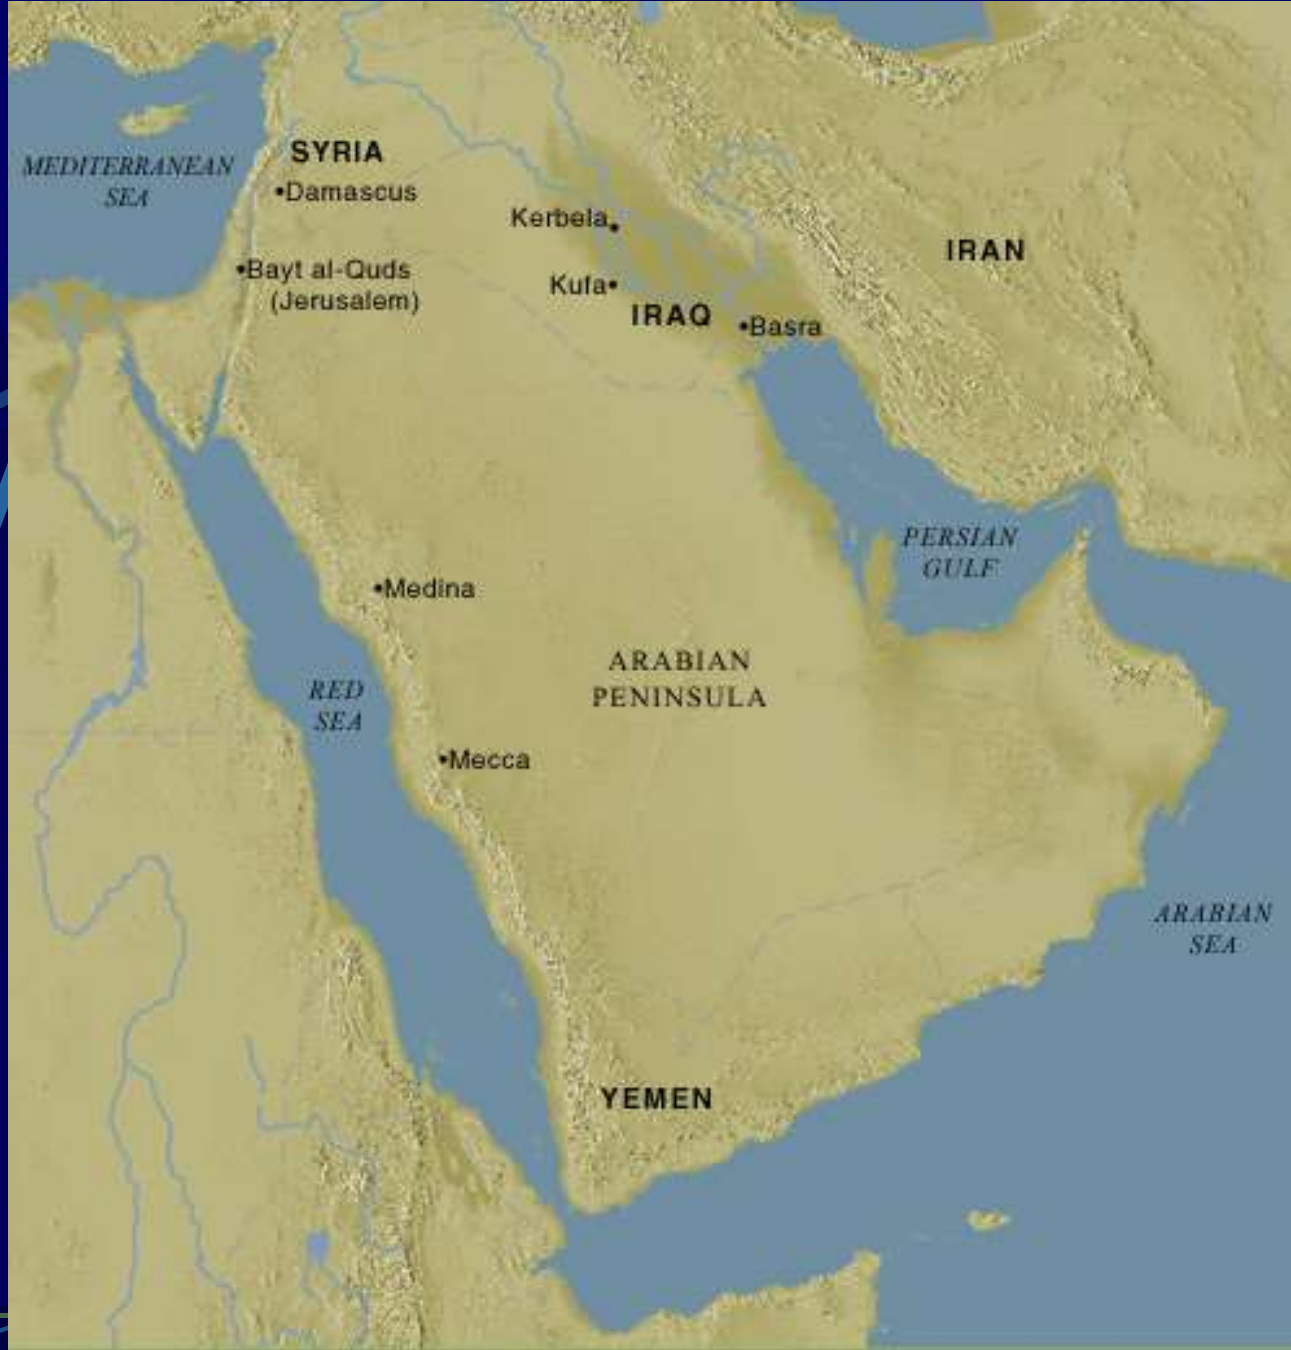 SYRIA
MEDITERRANEAN
SEA
•Damascus
Kerbela•
IRAN
•Bayt al-Quds
(Jerusalem)
Kufa•
IRAQ
•Basra
PERSIAN
GULF
•Medina
ARABIAN
PENINSULA
RED
SEA
•Mecca
ARABIAN
SEA
YEMEN